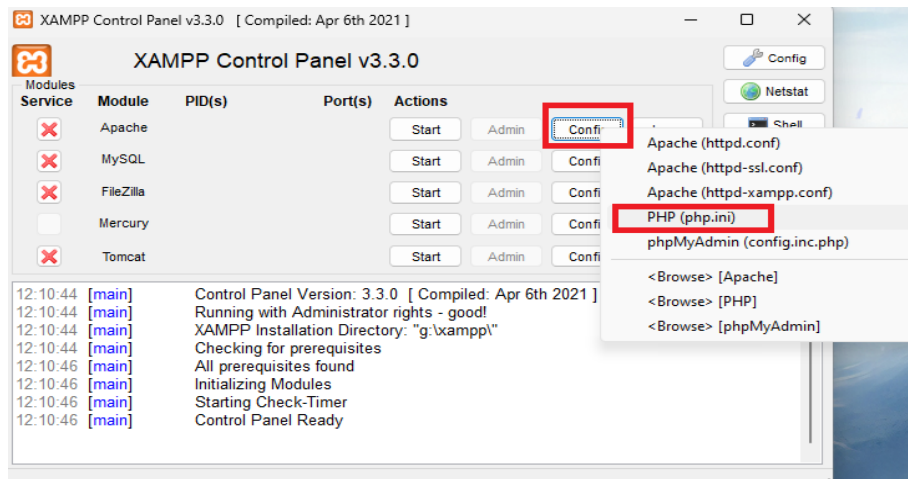 XAMPP Control Panel v3.3.0 [ Compiled: Apr 6th 2021 ]
XAMPP Control Panel v3.3.0
Config
Modules
Service Module PID(s) Port(s) Actions
Netstat
Shell
Apache Start Admin
MySQL Start Admin
FileZilla Start Admin
Mercury Start Admin
Tomcat Start Admin
Apache (httpd.conf)
Apache (httpd-ssl.conf)
Apache (httpd-xampp.conf)
PHP (php.ini)
phpMyAdmin (config.inc.php)
<Browse> [Apache]
<Browse> [PHP]
<Browse> [phpMyAdmin]
12:10:44 [main] Control Panel Version: 3.3.0 [ Compiled: Apr 6th 2021 ]
12:10:44 [main] Running with Administrator rights - good!
12:10:44 [main] XAMPP Installation Directory: "g:\xampp\"
12:10:44 [main] Checking for prerequisites
12:10:46 [main] All prerequisites found
12:10:46 [main] Initializing Modules
12:10:46 [main] Starting Check-Timer
12:10:46 [main] Control Panel Ready